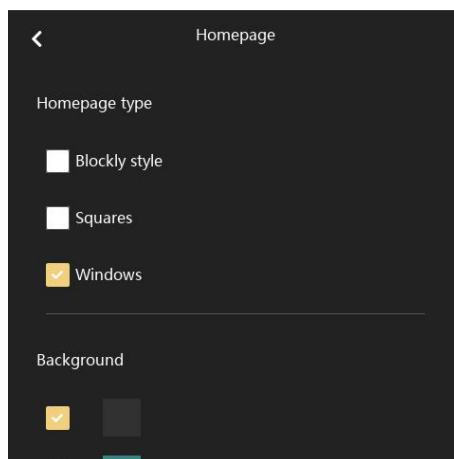 Homepage
Homepage type
Blockly style
Squares
Windows
Background